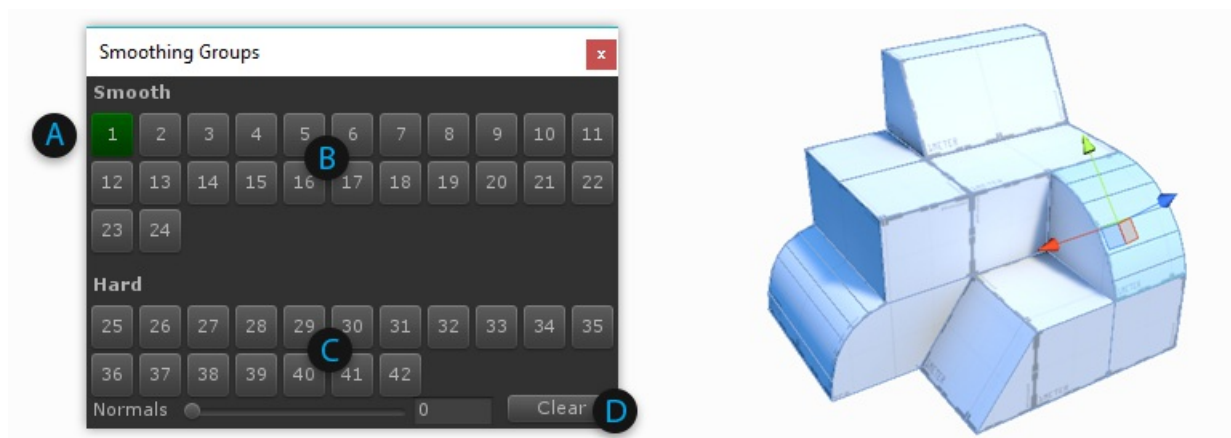 Smoothing Groups x
Smooth
A 1 2 3 4 5 6 7 8 9 10 11
B
12 13 14 15 16 17 18 19 20 21 22
23 24
Hard
25 26 27 28 29 30 31 32 33 34 35
C
36 37 38 39 40 41 42
Normals 0 Clear D